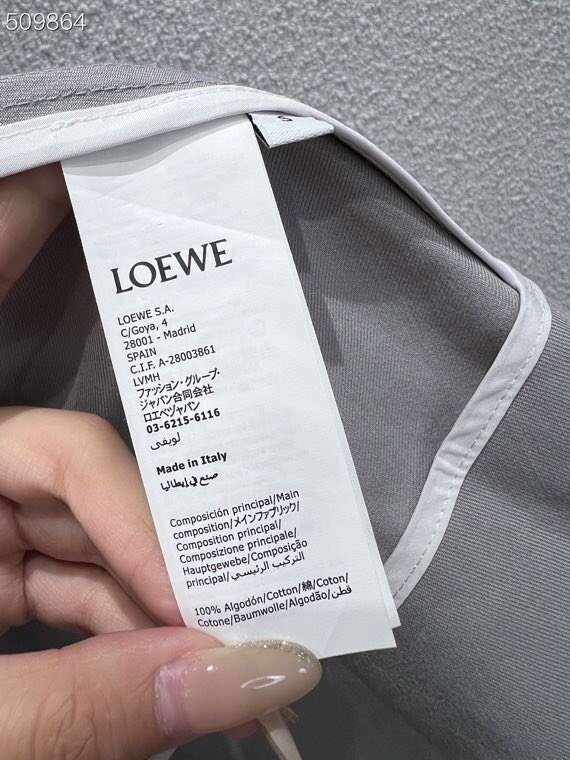 509864
S
LOEWE
LOEWE S.A.
C/Goya, 4
28001 - Madrid
SPAIN
C.I.F. A-28003861
LVMH
ファッション・グループ・
ジャパン合同会社
ロエベジャパン
03-6215-6116
لويفي
Made in Italy
صنع في إيطاليا
Composición principal/Main
composition/メインファブリック/
Composition principal/
Composizione principale/
Hauptgewebe/Composição
principal/التركيب الرئيسي
100% Algodón/Cotton/綿/Coton/
Cotone/Baumwolle/Algodão/قطن